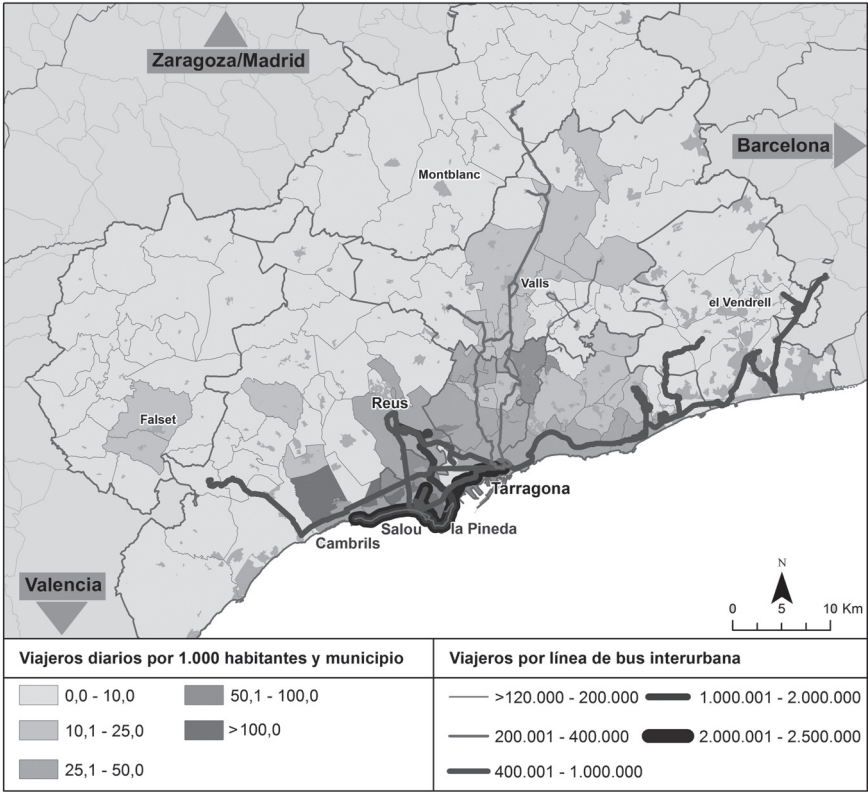 Zaragoza/Madrid
Barcelona
Montblanc
Valls
el Vendrell
Reus
Falset
Tarragona
Salou
la Pineda
Cambrils
Valencia
N
0 5 10 Km
Viajeros diarios por 1.000 habitantes y municipio
0,0 - 10,0
10,1 - 25,0
25,1 - 50,0
50,1 - 100,0
>100,0
Viajeros por línea de bus interurbana
>120.000 - 200.000
200.001 - 400.000
400.001 - 1.000.000
1.000.001 - 2.000.000
2.000.001 - 2.500.000